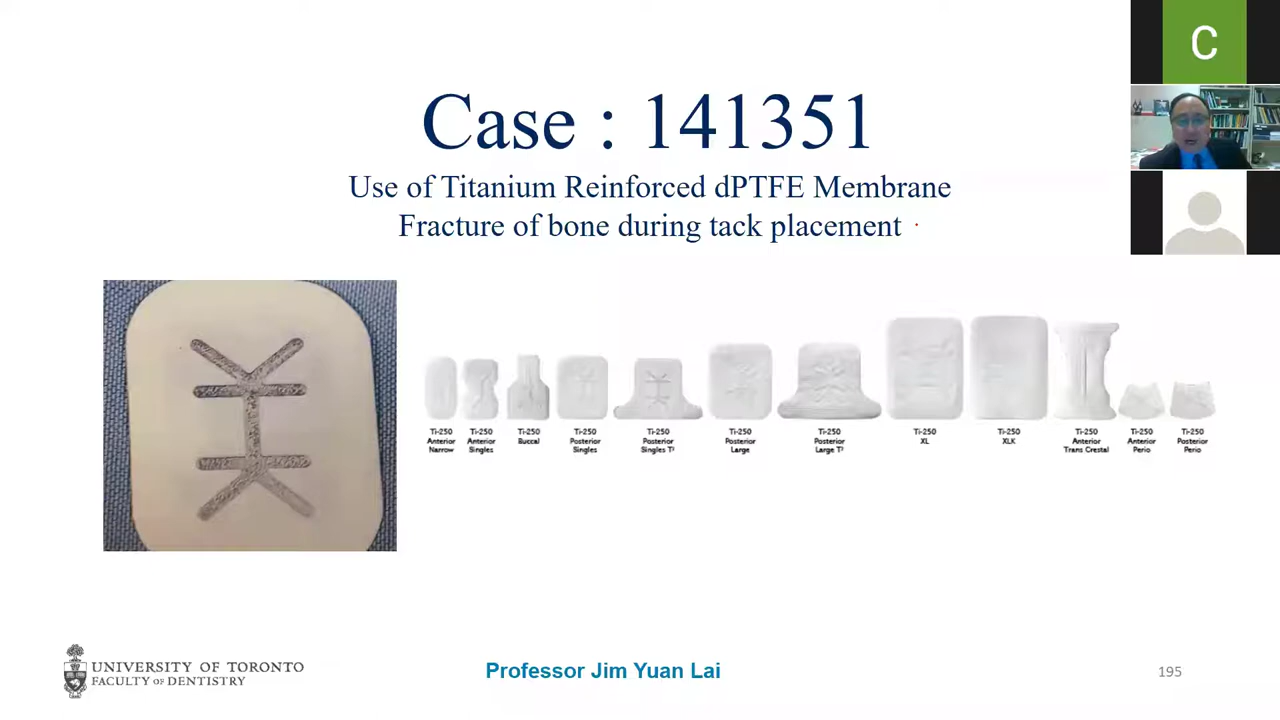 C
Case : 141351
Use of Titanium Reinforced dPTFE Membrane
Fracture of bone during tack placement
Ti-250
Anterior
Narrow
Ti-250
Anterior
Singles
Ti-250
Buccal
Ti-250
Posterior
Singles
Ti-250
Posterior
Singles T²
Ti-250
Posterior
Large
Ti-250
Posterior
Large T²
Ti-250
XL
Ti-250
XLK
Ti-250
Anterior
Trans Crestal
Ti-250
Anterior
Perio
Ti-250
Posterior
Perio
UNIVERSITY OF TORONTO
FACULTY OF DENTISTRY
Professor Jim Yuan Lai
195